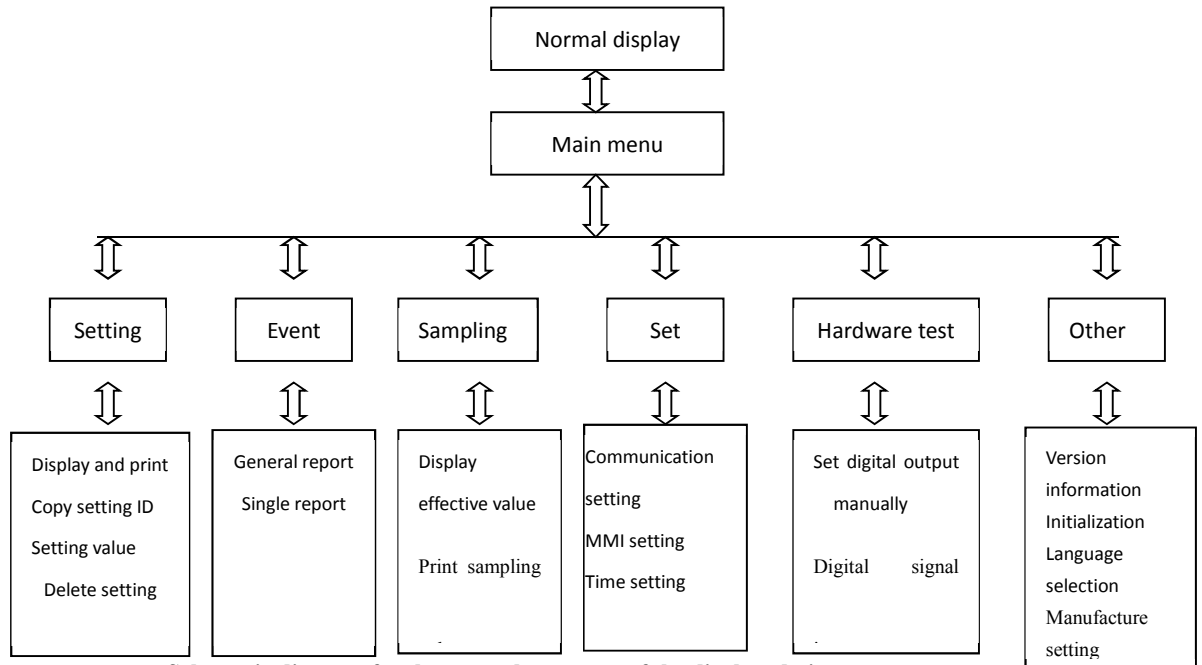 Normal display
Main menu
Setting
Event
Sampling
Set
Hardware test
Other
Display and print
Copy setting ID
Setting value
Delete setting
General report
Single report
Display
effective value
Print sampling
Communication
setting
MMI setting
Time setting
Set digital output
manually
Digital signal
Version
information
Initialization
Language
selection
Manufacture
setting